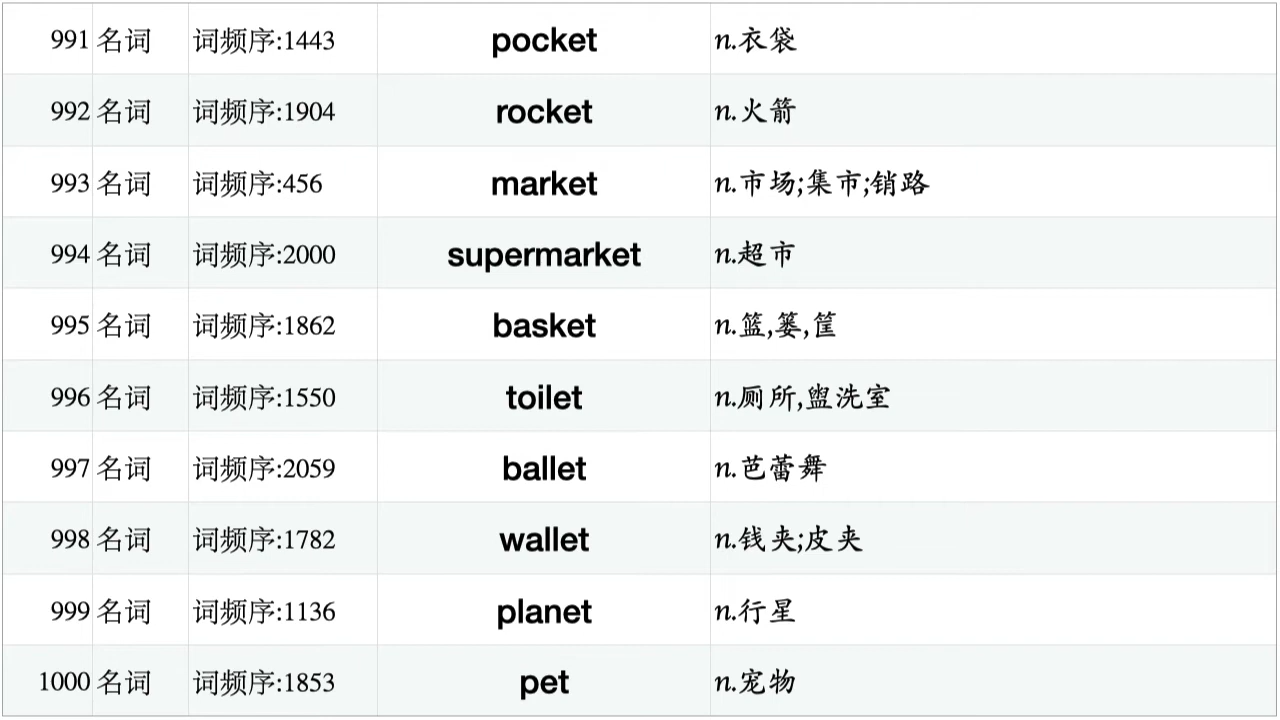 991 名词 词频序:1443 pocket n.衣袋
992 名词 词频序:1904 rocket n.火箭
993 名词 词频序:456 market n.市场;集市;销路
994 名词 词频序:2000 supermarket n.超市
995 名词 词频序:1862 basket n.篮,篓,筐
996 名词 词频序:1550 toilet n.厕所,盥洗室
997 名词 词频序:2059 ballet n.芭蕾舞
998 名词 词频序:1782 wallet n.钱夹;皮夹
999 名词 词频序:1136 planet n.行星
1000 名词 词频序:1853 pet n.宠物